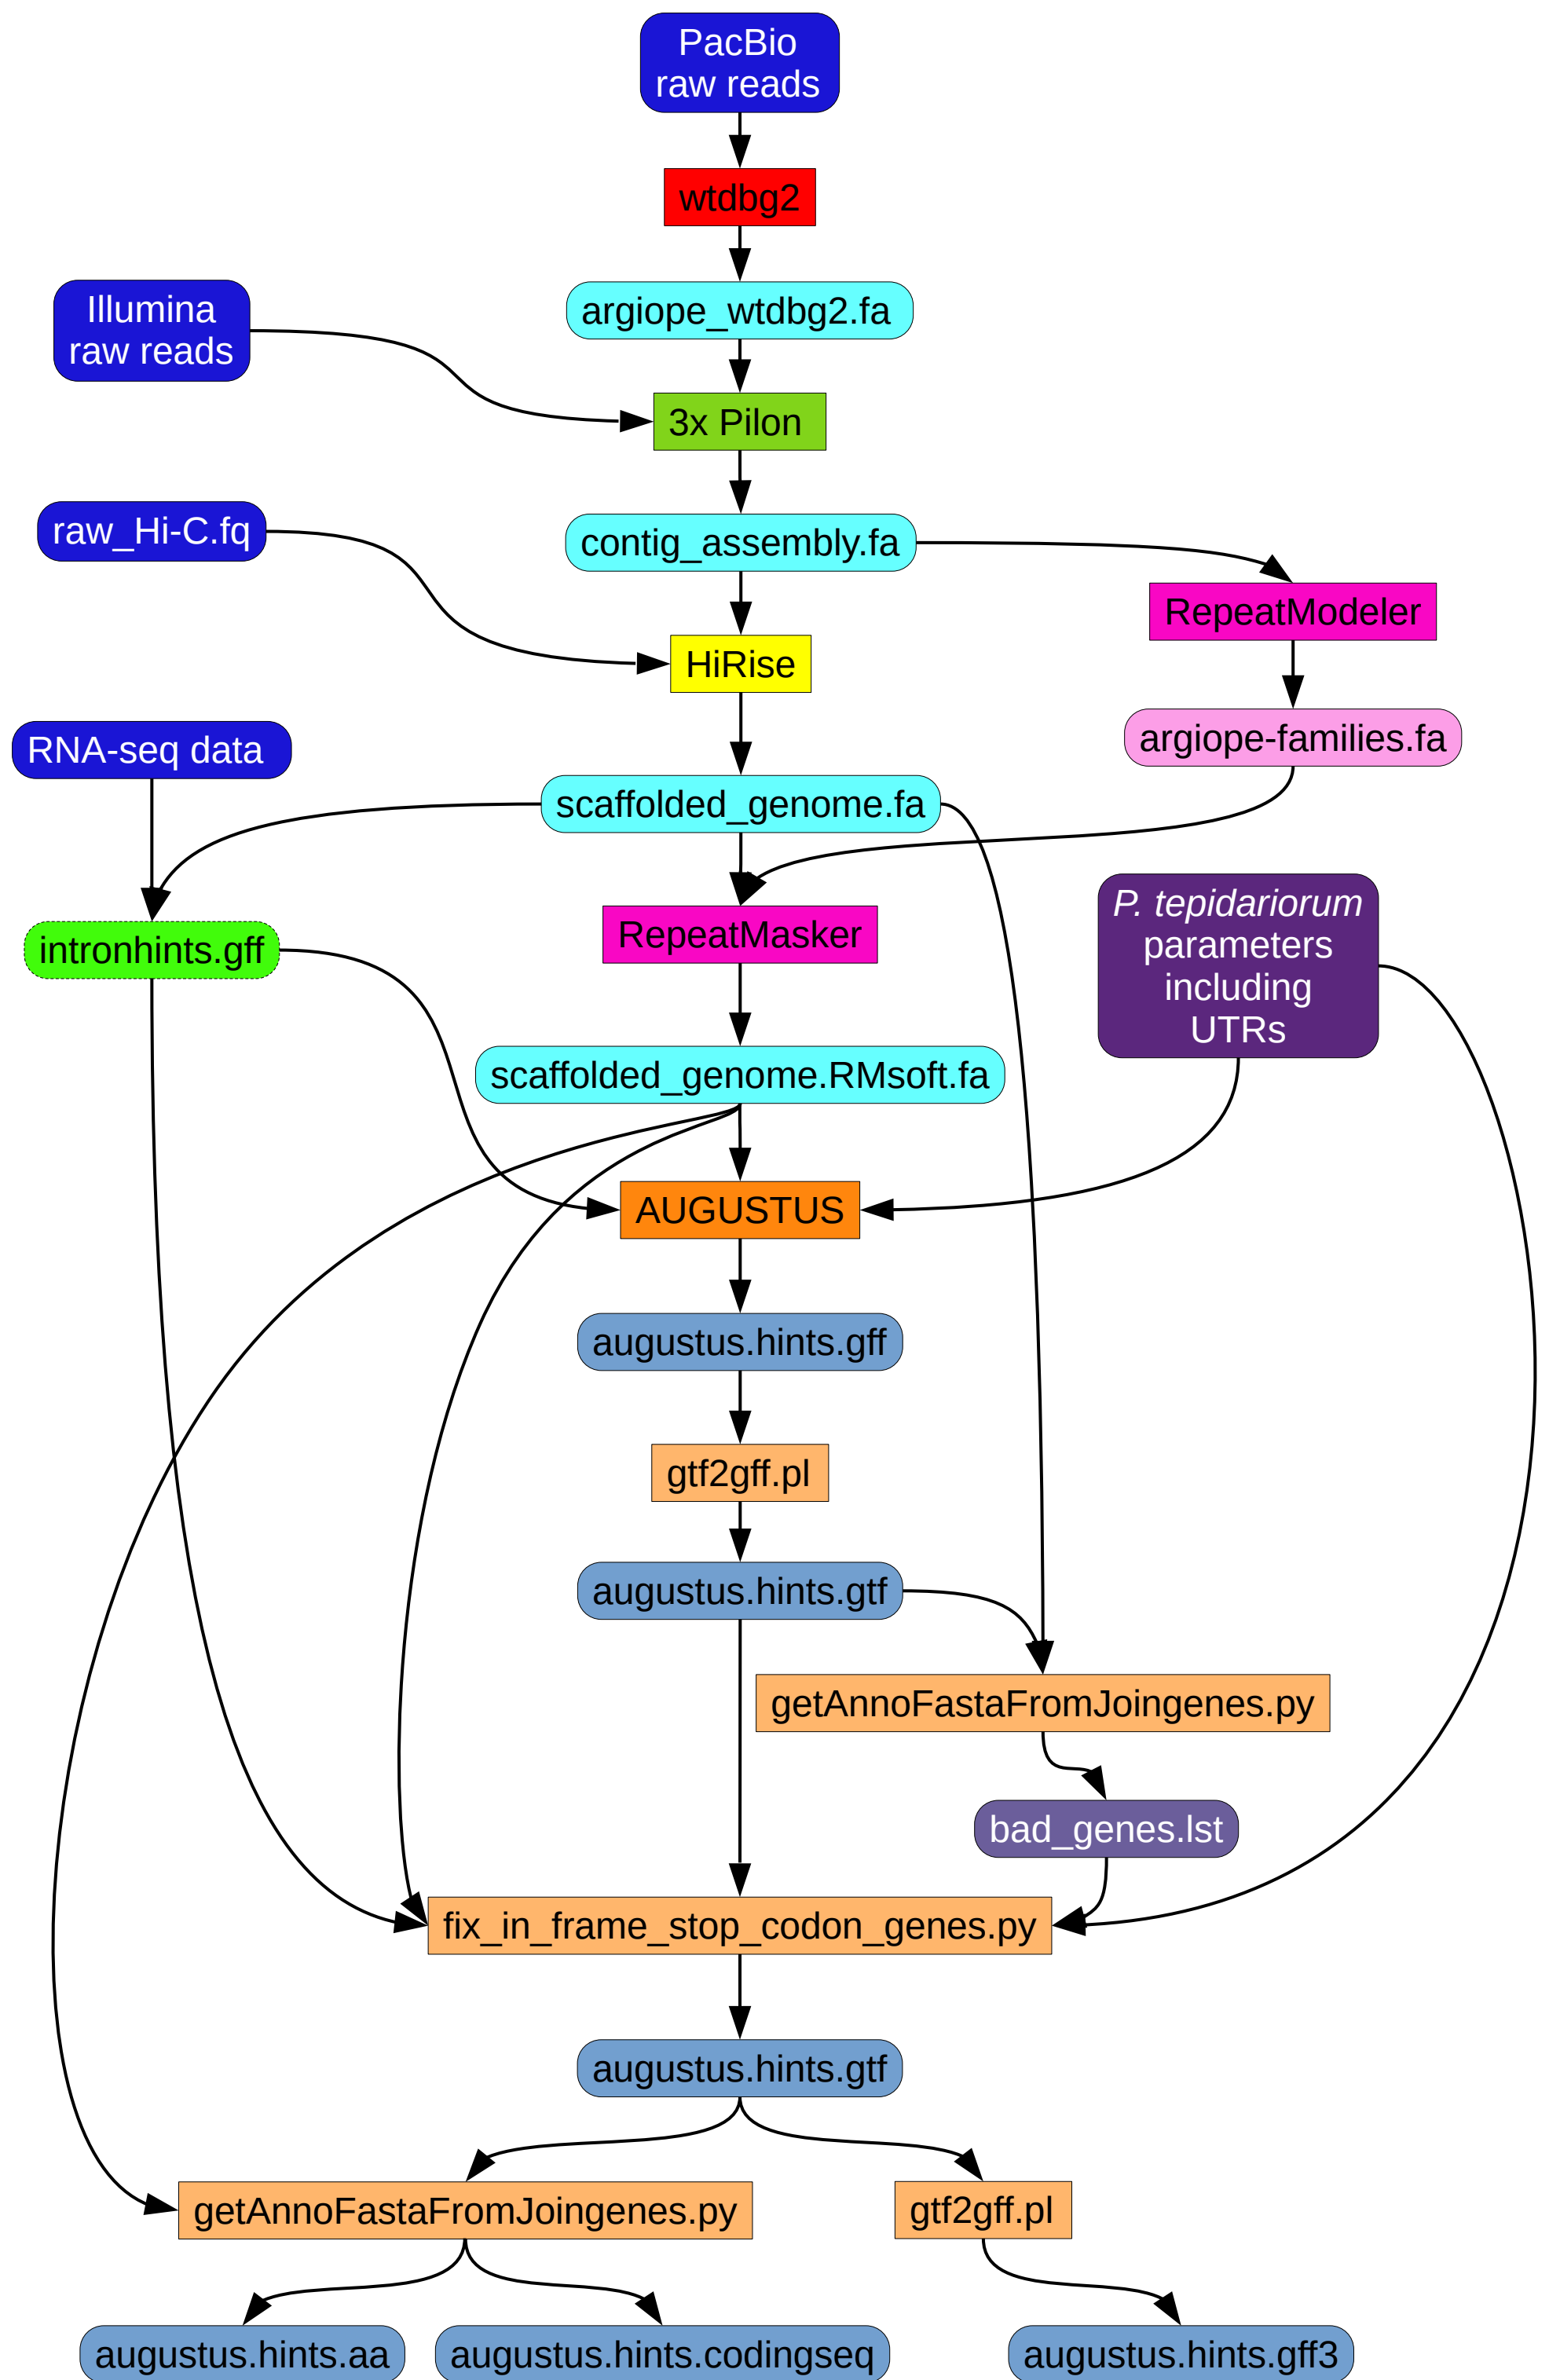 PacBio
raw reads
wtdbg2
Illumina
raw reads
argiope_wtdbg2.fa
3x Pilon
raw_Hi-C.fq
contig_assembly.fa
RepeatModeler
HiRise
RNA-seq data
argiope-families.fa
scaffolded_genome.fa
P. tepidariorum
parameters
including
UTRs
RepeatMasker
intronhints.gff
scaffolded_genome.RMsoft.fa
AUGUSTUS
augustus.hints.gff
gtf2gff.pl
augustus.hints.gtf
getAnnoFastaFromJoingenes.py
bad_genes.lst
fix_in_frame_stop_codon_genes.py
augustus.hints.gtf
getAnnoFastaFromJoingenes.py
gtf2gff.pl
augustus.hints.aa
augustus.hints.codingseq
augustus.hints.gff3